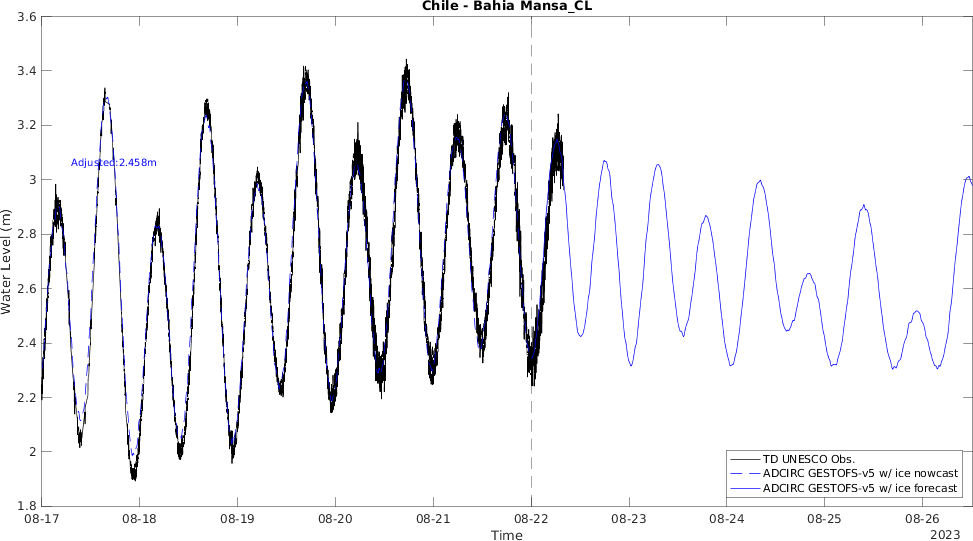 Chile - Bahia Mansa_CL
3.6
3.4
3.2
3
2.8
2.6
2.4
2.2
2
1.8
Water Level (m)
Adjusted:2.458m
TD UNESCO Obs.
ADCIRC GESTOFS-v5 w/ ice nowcast
ADCIRC GESTOFS-v5 w/ ice forecast
08-17 08-18 08-19 08-20 08-21 08-22 08-23 08-24 08-25 08-26
Time
2023